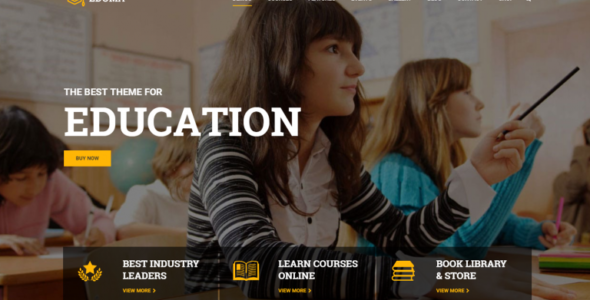 THE BEST THEME FOR
EDUCATION
BUY NOW
BEST INDUSTRY
LEADERS
VIEW MORE >
LEARN COURSES
ONLINE
VIEW MORE >
BOOK LIBRARY
& STORE
VIEW MORE >